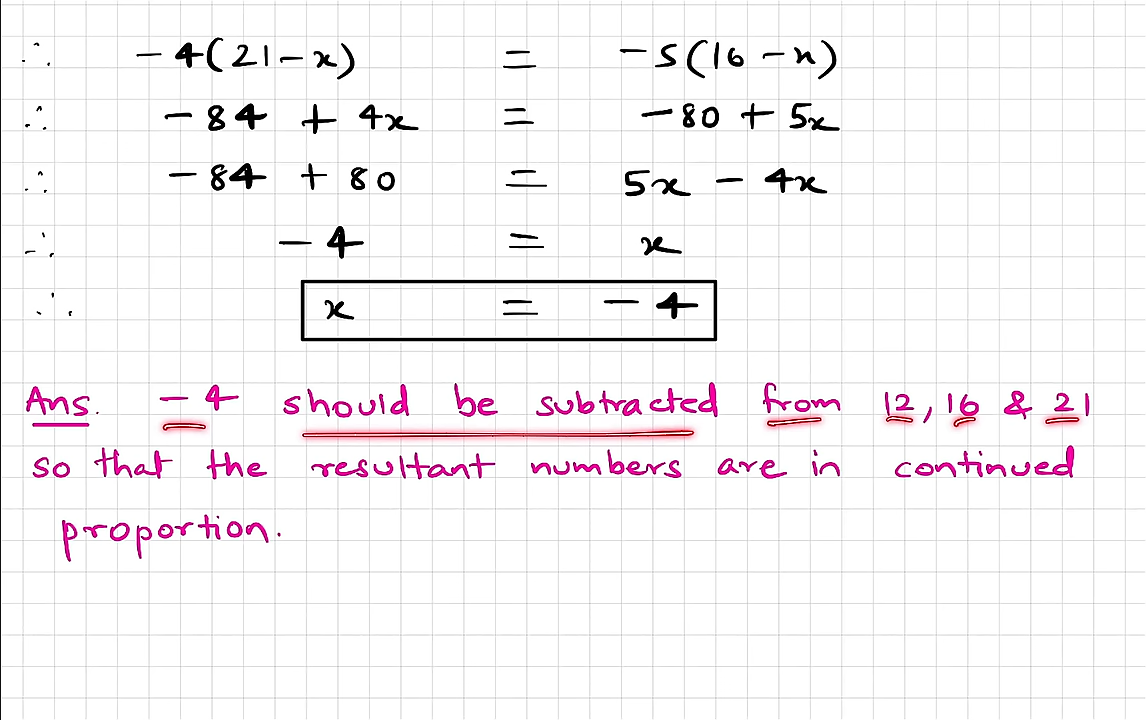 ∴ -4(21-x) = -5(16-x)
∴ -84 + 4x = -80 + 5x
∴ -84 + 80 = 5x - 4x
∴ -4 = x
∴ x = -4
Ans. -4 should be subtracted from 12, 16 & 21
so that the resultant numbers are in continued
proportion.